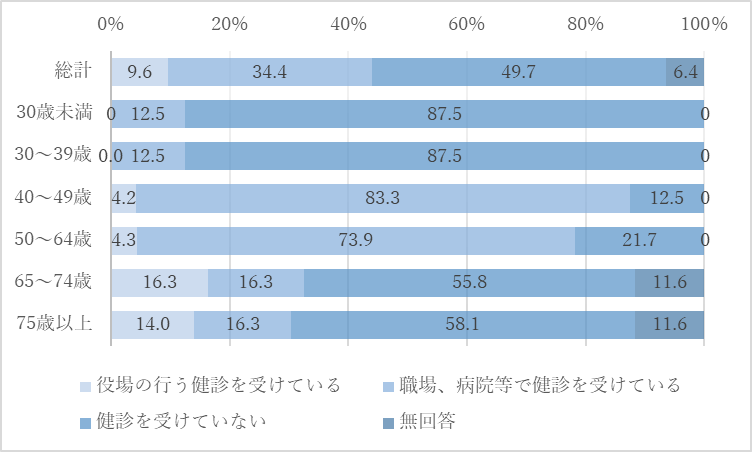 0% 20% 40% 60% 80% 100%
総計 9.6 34.4 49.7 6.4
30歳未満 0 12.5 87.5 0
30～39歳 0.0 12.5 87.5 0
40～49歳 4.2 83.3 12.5 0
50～64歳 4.3 73.9 21.7 0
65～74歳 16.3 16.3 55.8 11.6
75歳以上 14.0 16.3 58.1 11.6
役場の行う健診を受けている 職場、病院等で健診を受けている
健診を受けていない 無回答